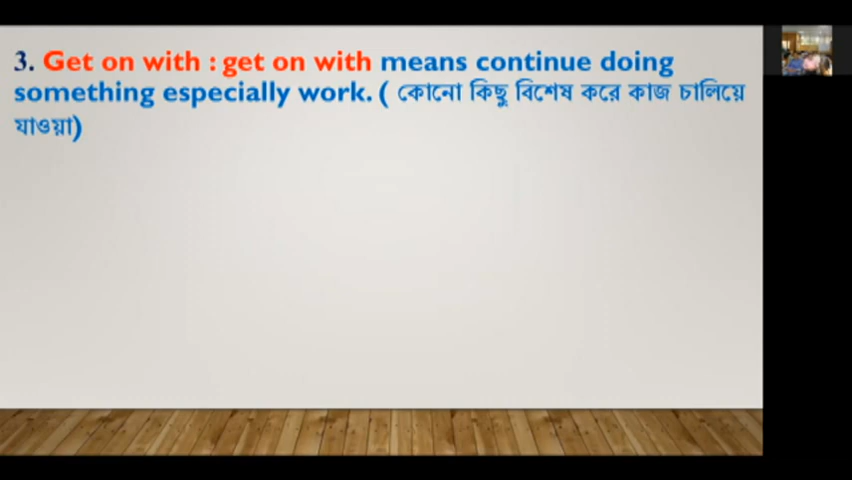 3. Get on with : get on with means continue doing
something especially work. ( কোনো কিছু বিশেষ করে কাজ চালিয়ে
যাওয়া)